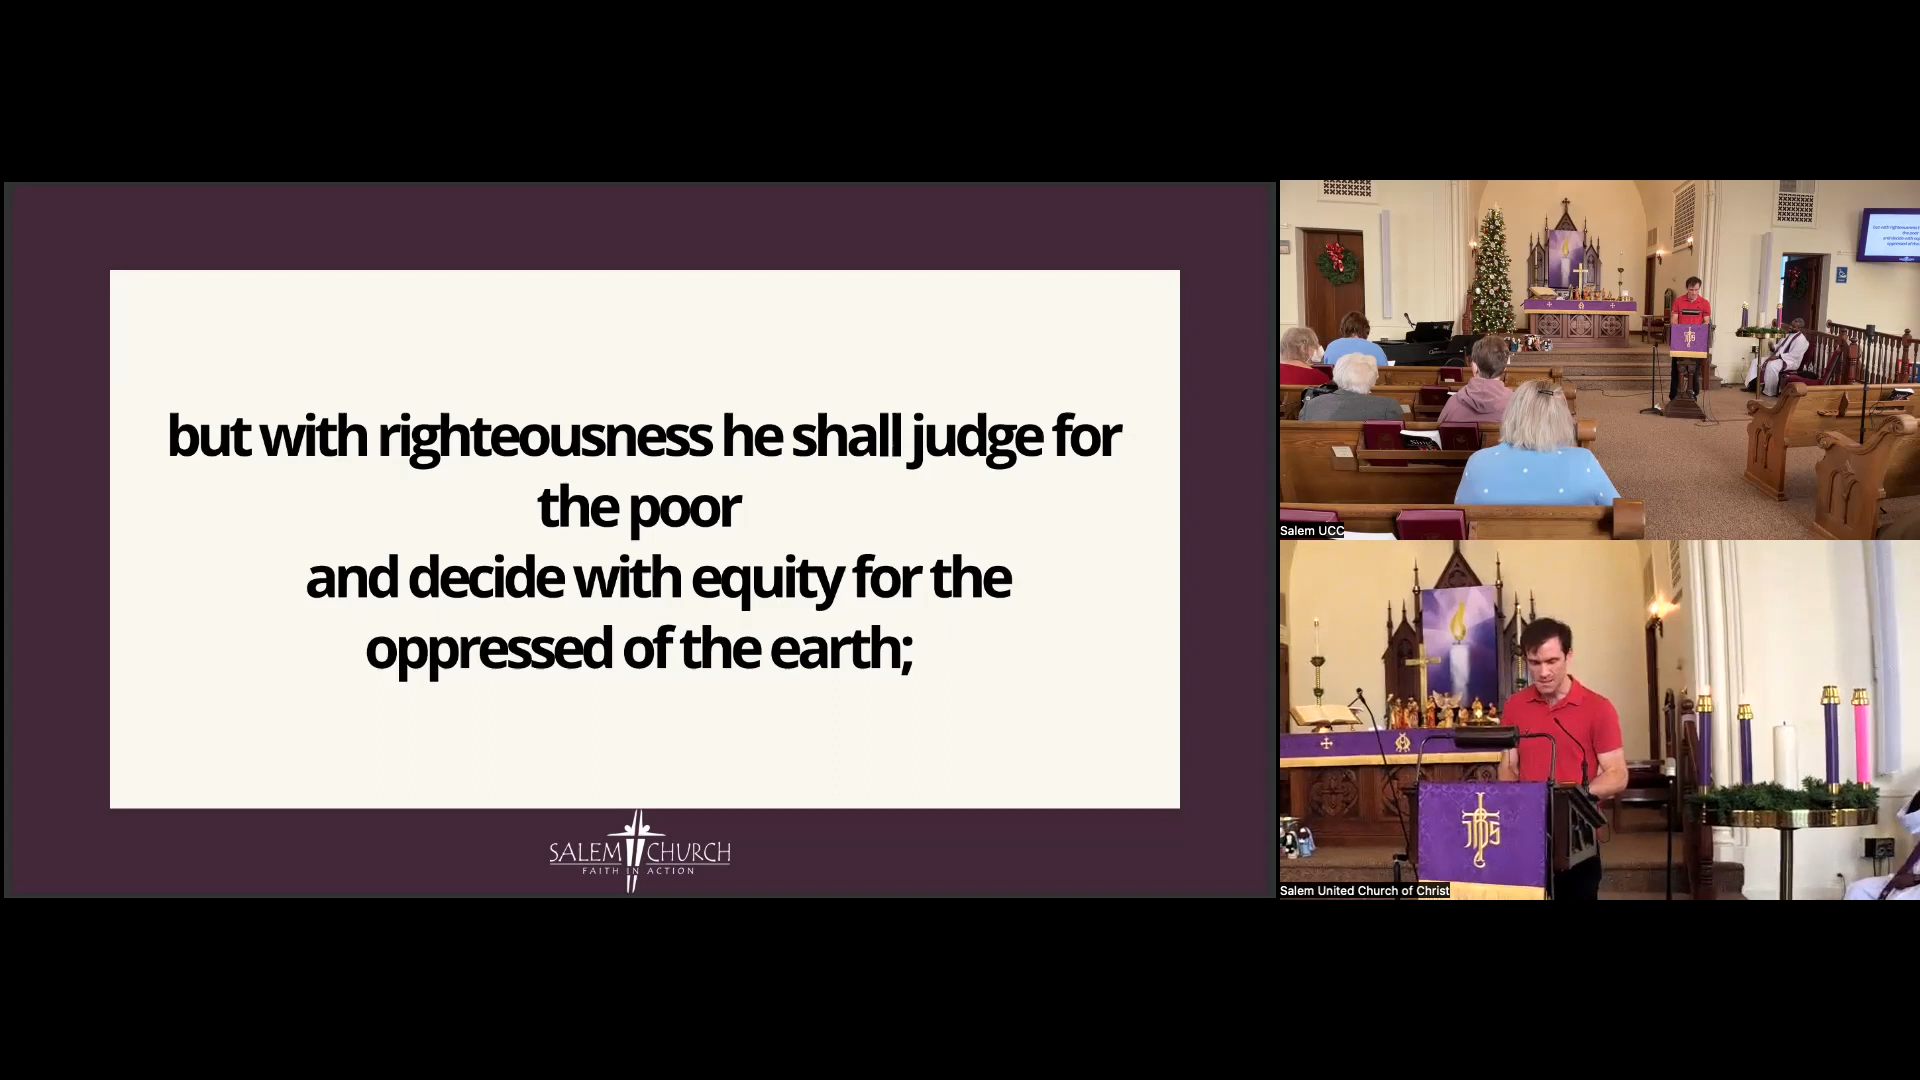 but with righteousness he shall judge for
the poor
and decide with equity for the
oppressed of the earth;
SALEM CHURCH
FAITH IN ACTION
Salem UCC
Salem United Church of Christ